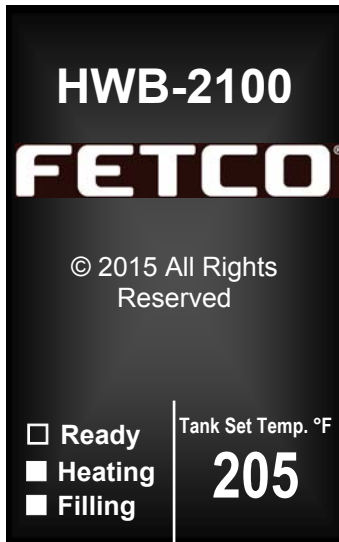 HWB-2100
FETCO®
© 2015 All Rights
Reserved
Ready
Heating
Filling
Tank Set Temp. °F
205